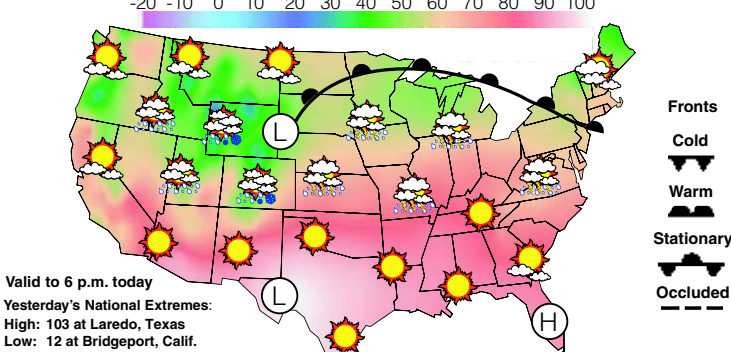 -20 -10 0 10 20 30 40 50 60 70 80 90 100
Fronts
Cold
Warm
Stationary
Occluded
L
L
H
Valid to 6 p.m. today
Yesterday's National Extremes:
High: 103 at Laredo, Texas
Low: 12 at Bridgeport, Calif.